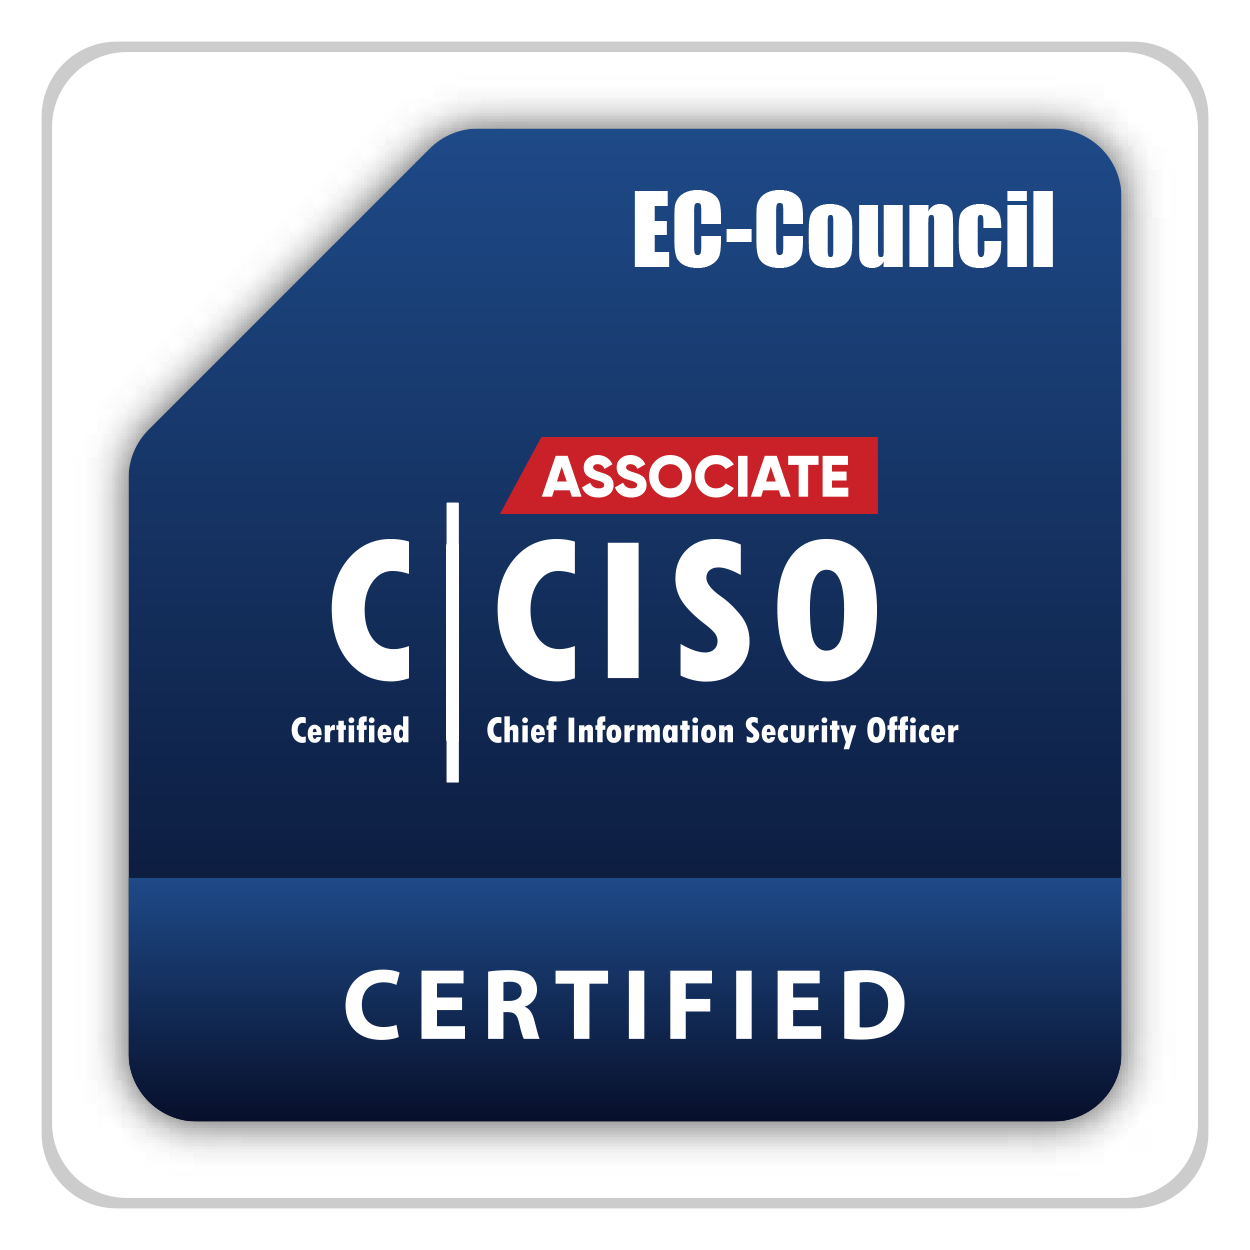 EC-Council
ASSOCIATE
C CISO
Certified Chief Information Security Officer
CERTIFIED